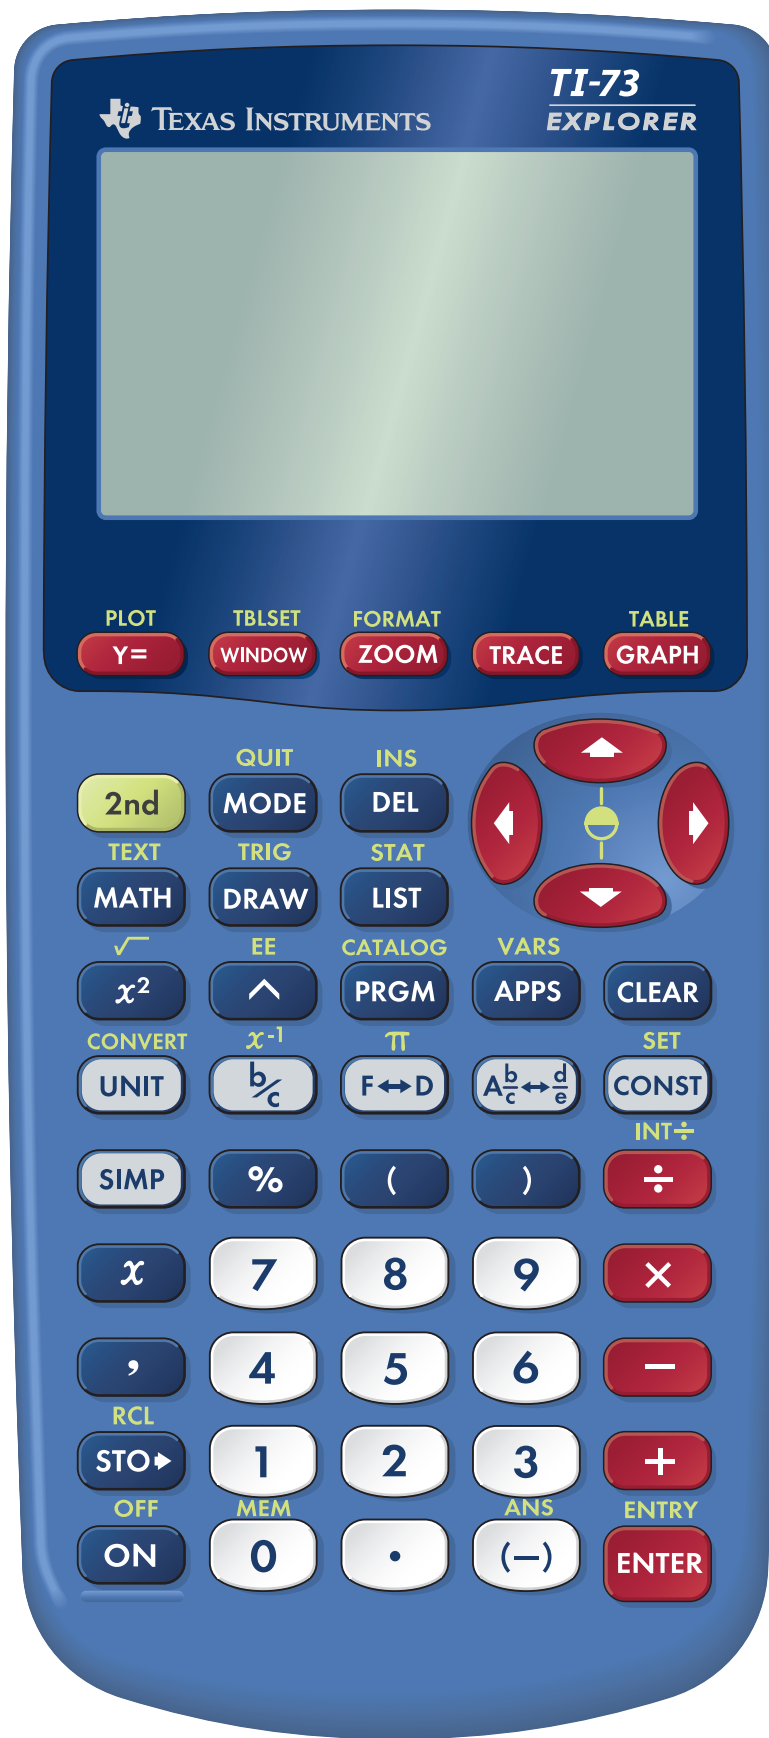 TI-73
TEXAS INSTRUMENTS EXPLORER
PLOT TBLSET FORMAT TABLE
Y= WINDOW ZOOM TRACE GRAPH
QUIT INS
2nd MODE DEL
TEXT TRIG STAT
MATH DRAW LIST
√ EE CATALOG VARS
x² ^ PRGM APPS CLEAR
CONVERT x⁻¹ π SET
UNIT b/c F↔D A b/c ↔ d/e CONST
INT÷
SIMP % ( ) ÷
x 7 8 9 ×
, 4 5 6 −
RCL
STO▸ 1 2 3 +
OFF MEM ANS ENTRY
ON 0 . (−) ENTER